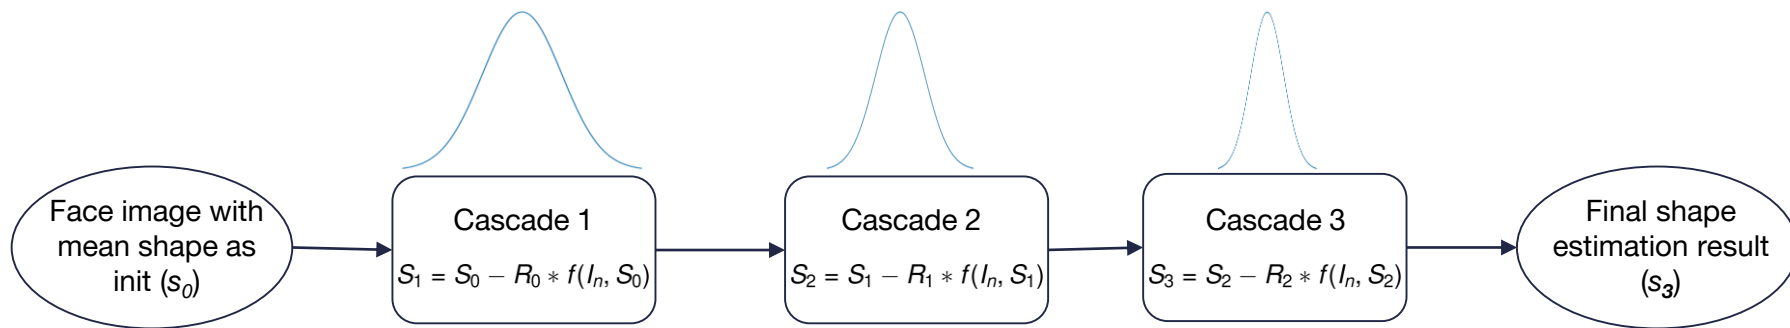 Face image with
mean shape as
init (s₀)
Cascade 1
S₁ = S₀ − R₀ ∗ f(Iₙ, S₀)
Cascade 2
S₂ = S₁ − R₁ ∗ f(Iₙ, S₁)
Cascade 3
S₃ = S₂ − R₂ ∗ f(Iₙ, S₂)
Final shape
estimation result
(s₃)